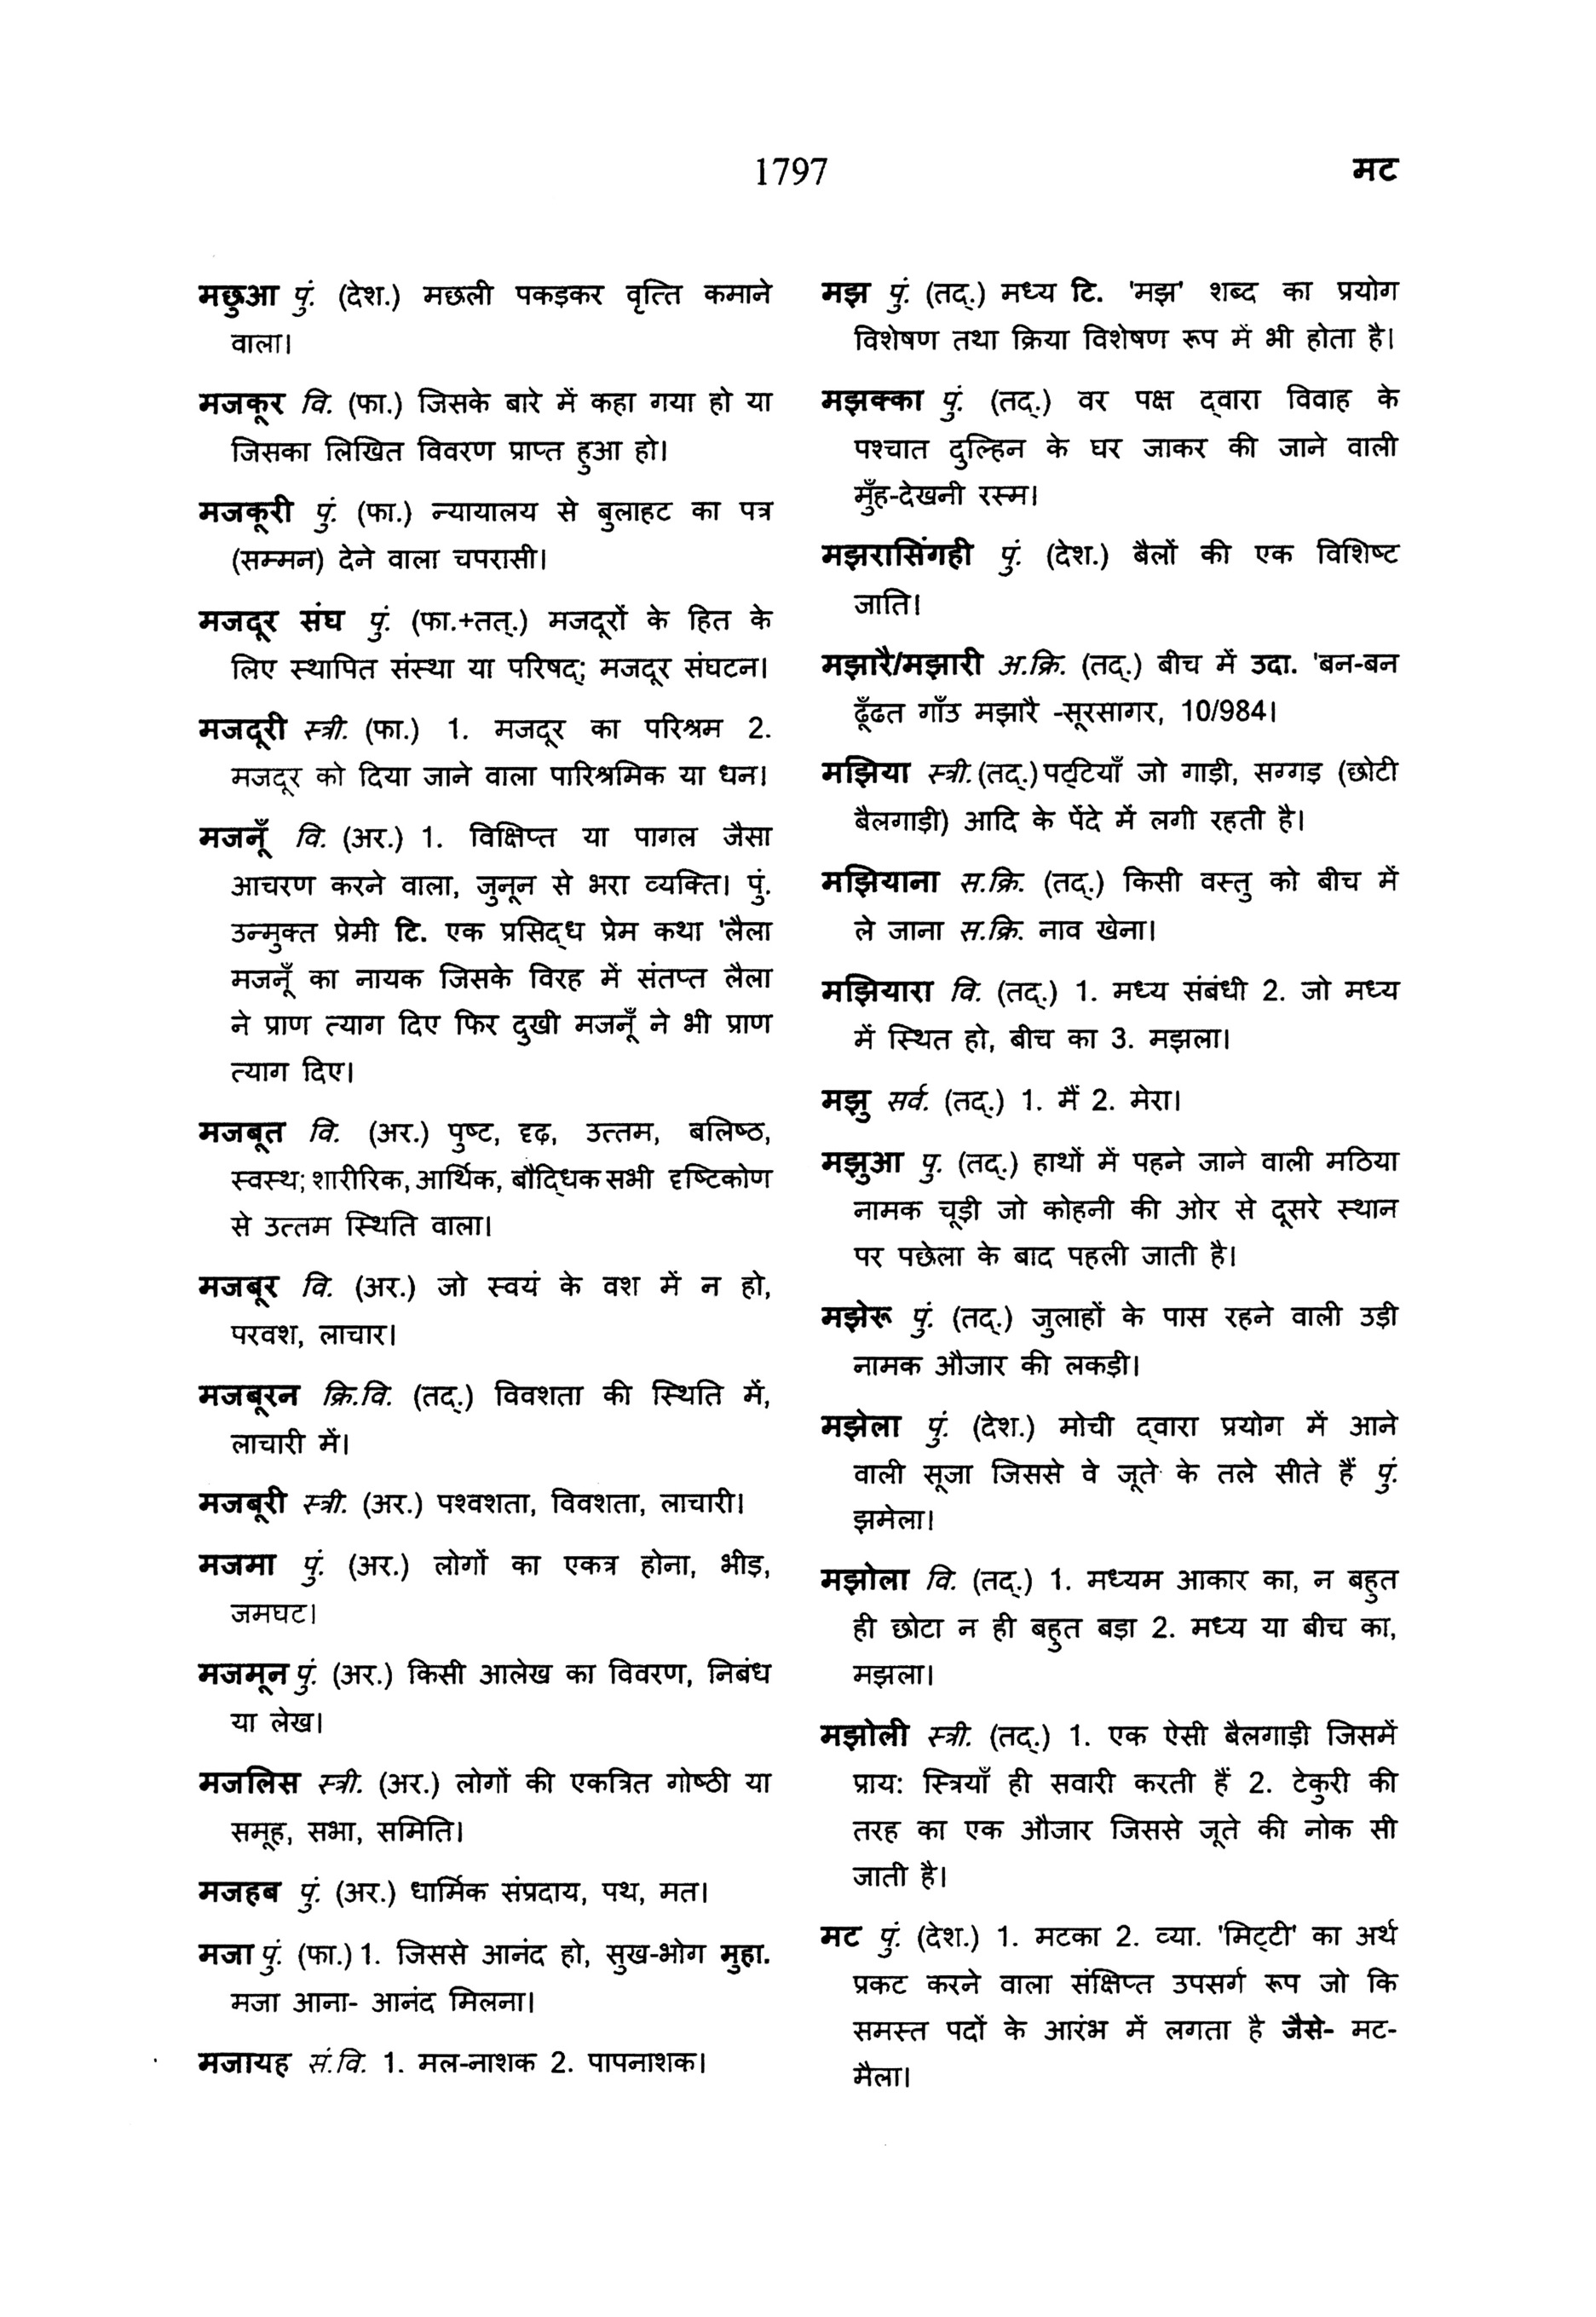 1797
मट
मछुआ पुं. (देश.) मछली पकड़कर वृत्ति कमाने
वाला।
मजकूर वि. (फा.) जिसके बारे में कहा गया हो या
जिसका लिखित विवरण प्राप्त हुआ हो।
मजकूरी पुं. (फा.) न्यायालय से बुलाहट का पत्र
(सम्मन) देने वाला चपरासी।
मजदूर संघ पुं. (फा.+तत्.) मजदूरों के हित के
लिए स्थापित संस्था या परिषद्; मजदूर संघटन।
मजदूरी स्त्री. (फा.) 1. मजदूर का परिश्रम 2.
मजदूर को दिया जाने वाला पारिश्रमिक या धन।
मजनूँ वि. (अर.) 1. विक्षिप्त या पागल जैसा
आचरण करने वाला, जुनून से भरा व्यक्ति। पुं.
उन्मुक्त प्रेमी टि. एक प्रसिद्ध प्रेम कथा 'लैला
मजनूँ का नायक जिसके विरह में संतप्त लैला
ने प्राण त्याग दिए फिर दुखी मजनूँ ने भी प्राण
त्याग दिए।
मजबूत वि. (अर.) पुष्ट, दृढ़, उत्तम, बलिष्ठ,
स्वस्थ; शारीरिक, आर्थिक, बौद्धिक सभी दृष्टिकोण
से उत्तम स्थिति वाला।
मजबूर वि. (अर.) जो स्वयं के वश में न हो,
परवश, लाचार।
मजबूरन क्रि.वि. (तद्.) विवशता की स्थिति में,
लाचारी में।
मजबूरी स्त्री. (अर.) पश्वशता, विवशता, लाचारी।
मजमा पुं. (अर.) लोगों का एकत्र होना, भीड़,
जमघट।
मजमून पुं. (अर.) किसी आलेख का विवरण, निबंध
या लेख।
मजलिस स्त्री. (अर.) लोगों की एकत्रित गोष्ठी या
समूह, सभा, समिति।
मजहब पुं. (अर.) धार्मिक संप्रदाय, पथ, मत।
मजा पुं. (फा.) 1. जिससे आनंद हो, सुख-भोग मुहा.
मजा आना- आनंद मिलना।
मजायह सं.वि. 1. मल-नाशक 2. पापनाशक।
मझ पुं. (तद्.) मध्य टि. 'मझ' शब्द का प्रयोग
विशेषण तथा क्रिया विशेषण रूप में भी होता है।
मझक्का पुं. (तद्.) वर पक्ष द्वारा विवाह के
पश्चात दुल्हिन के घर जाकर की जाने वाली
मुँह-देखनी रस्म।
मझरासिंगही पुं. (देश.) बैलों की एक विशिष्ट
जाति।
मझारै/मझारी अ.क्रि. (तद्.) बीच में उदा. 'बन-बन
ढूँढत गाँउ मझारै -सूरसागर, 10/984।
मझिया स्त्री. (तद्.) पट्टियाँ जो गाड़ी, सग्गड़ (छोटी
बैलगाड़ी) आदि के पेंदे में लगी रहती है।
मझियाना स.क्रि. (तद्.) किसी वस्तु को बीच में
ले जाना स.क्रि. नाव खेना।
मझियारा वि. (तद्.) 1. मध्य संबंधी 2. जो मध्य
में स्थित हो, बीच का 3. मझला।
मझु सर्व. (तद्.) 1. मैं 2. मेरा।
मझुआ पु. (तद्.) हाथों में पहने जाने वाली मठिया
नामक चूड़ी जो कोहनी की ओर से दूसरे स्थान
पर पछेला के बाद पहली जाती है।
मझेरू पुं. (तद्.) जुलाहों के पास रहने वाली उड़ी
नामक औजार की लकड़ी।
मझेला पुं. (देश.) मोची द्वारा प्रयोग में आने
वाली सूजा जिससे वे जूते के तले सीते हैं पुं.
झमेला।
मझोला वि. (तद्.) 1. मध्यम आकार का, न बहुत
ही छोटा न ही बहुत बड़ा 2. मध्य या बीच का,
मझला।
मझोली स्त्री. (तद्.) 1. एक ऐसी बैलगाड़ी जिसमें
प्राय: स्त्रियाँ ही सवारी करती हैं 2. टेकुरी की
तरह का एक औजार जिससे जूते की नोक सी
जाती है।
मट पुं. (देश.) 1. मटका 2. व्या. 'मिट्टी' का अर्थ
प्रकट करने वाला संक्षिप्त उपसर्ग रूप जो कि
समस्त पदों के आरंभ में लगता है जैसे- मट-
मैला।